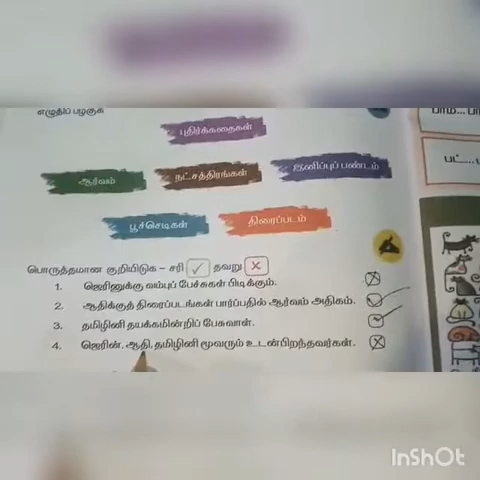 எழுதிப் பழகுக
புதிர்க்கதைகள்
ஆர்வம்
நட்சத்திரங்கள்
இனிப்புப் பண்டம்
பூச்செடிகள்
திரைப்படம்
பொருத்தமான குறியிடுக – சரி ✓ தவறு ✗
1. ஜெரினுக்கு வம்புப் பேச்சுகள் பிடிக்கும். ✗
2. ஆதிக்குத் திரைப்படங்கள் பார்ப்பதில் ஆர்வம் அதிகம். ✓
3. தமிழினி தயக்கமின்றிப் பேசுவாள். ✓
4. ஜெரின், ஆதி, தமிழினி மூவரும் உடன்பிறந்தவர்கள். ✗
பட்....
InShOt